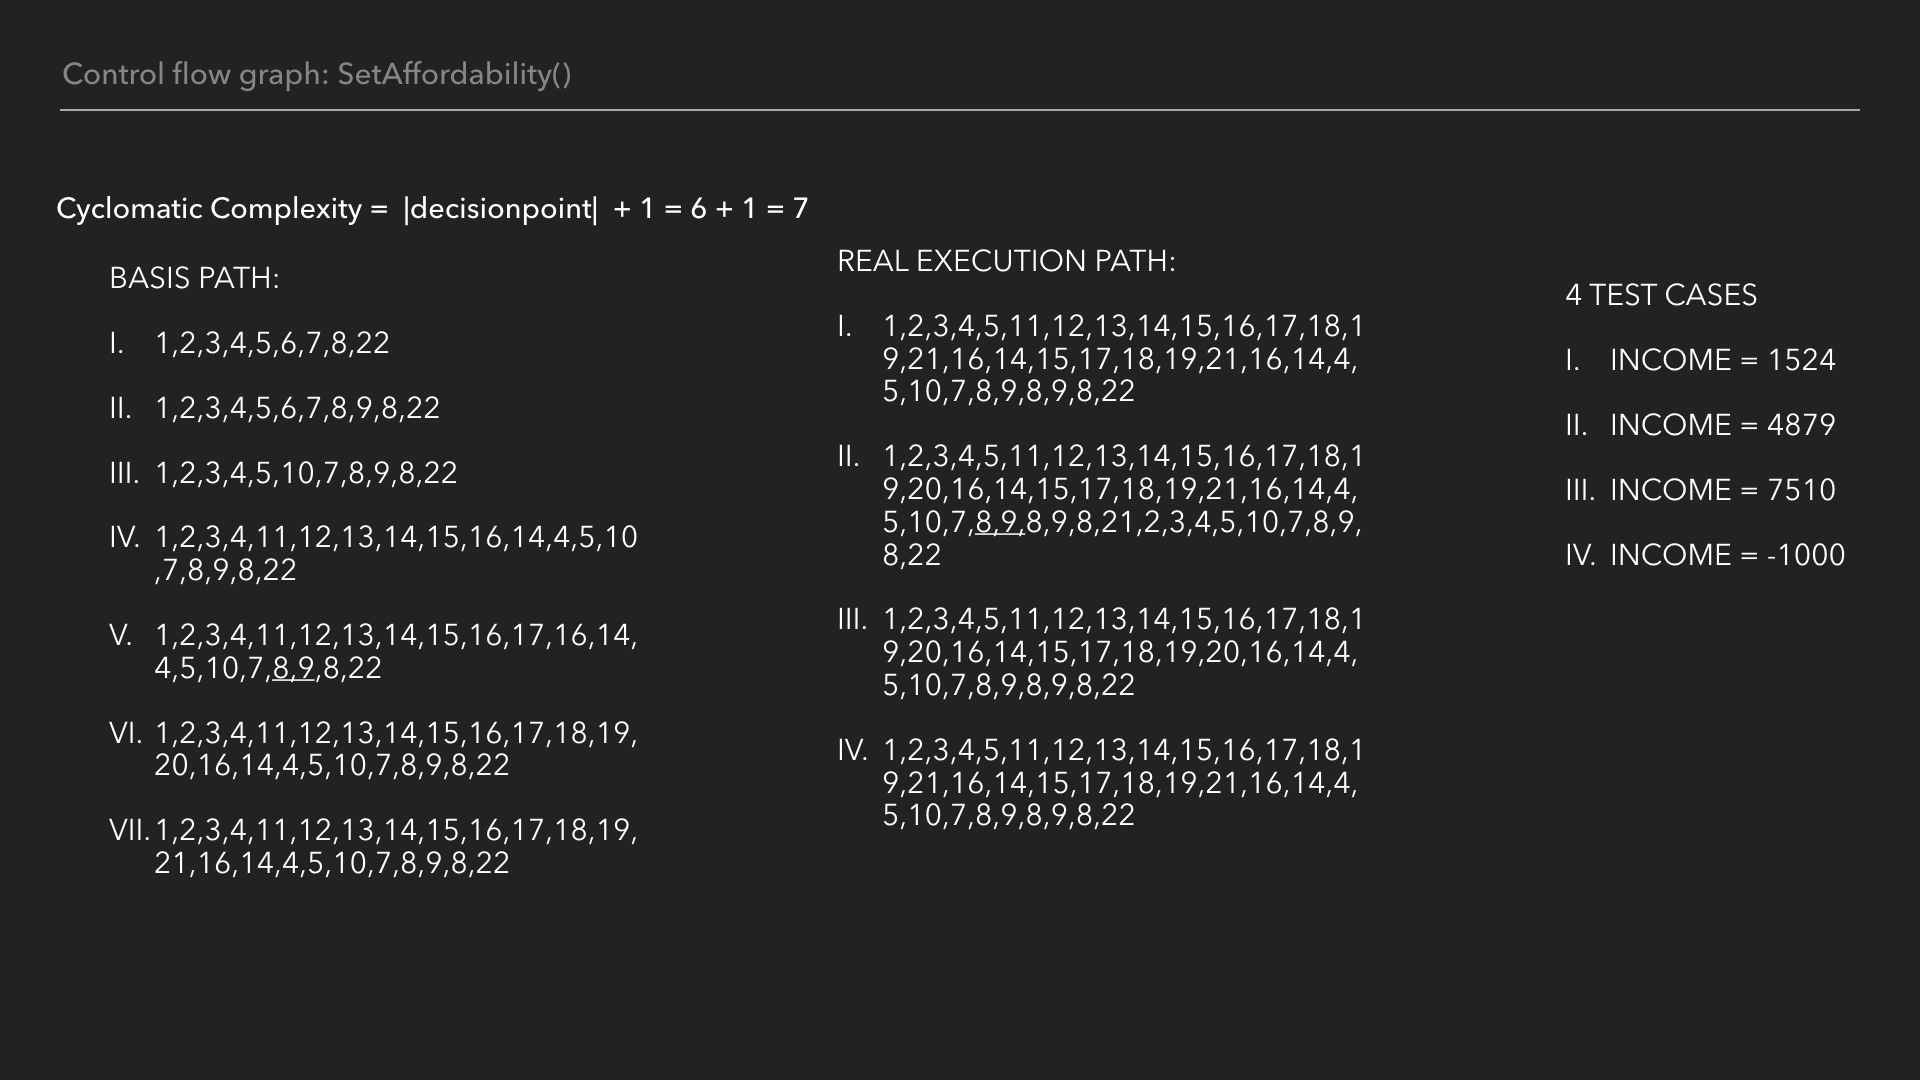 Control flow graph: SetAffordability()
Cyclomatic Complexity = |decisionpoint| + 1 = 6 + 1 = 7
BASIS PATH:
I. 1,2,3,4,5,6,7,8,22
II. 1,2,3,4,5,6,7,8,9,8,22
III. 1,2,3,4,5,10,7,8,9,8,22
IV. 1,2,3,4,11,12,13,14,15,16,14,4,5,10
,7,8,9,8,22
V. 1,2,3,4,11,12,13,14,15,16,17,16,14,
4,5,10,7,8,9,8,22
VI. 1,2,3,4,11,12,13,14,15,16,17,18,19,
20,16,14,4,5,10,7,8,9,8,22
VII. 1,2,3,4,11,12,13,14,15,16,17,18,19,
21,16,14,4,5,10,7,8,9,8,22
REAL EXECUTION PATH:
I. 1,2,3,4,5,11,12,13,14,15,16,17,18,1
9,21,16,14,15,17,18,19,21,16,14,4,
5,10,7,8,9,8,9,8,22
II. 1,2,3,4,5,11,12,13,14,15,16,17,18,1
9,20,16,14,15,17,18,19,21,16,14,4,
5,10,7,8,9,8,9,8,21,2,3,4,5,10,7,8,9,
8,22
III. 1,2,3,4,5,11,12,13,14,15,16,17,18,1
9,20,16,14,15,17,18,19,20,16,14,4,
5,10,7,8,9,8,9,8,22
IV. 1,2,3,4,5,11,12,13,14,15,16,17,18,1
9,21,16,14,15,17,18,19,21,16,14,4,
5,10,7,8,9,8,9,8,22
4 TEST CASES
I. INCOME = 1524
II. INCOME = 4879
III. INCOME = 7510
IV. INCOME = -1000